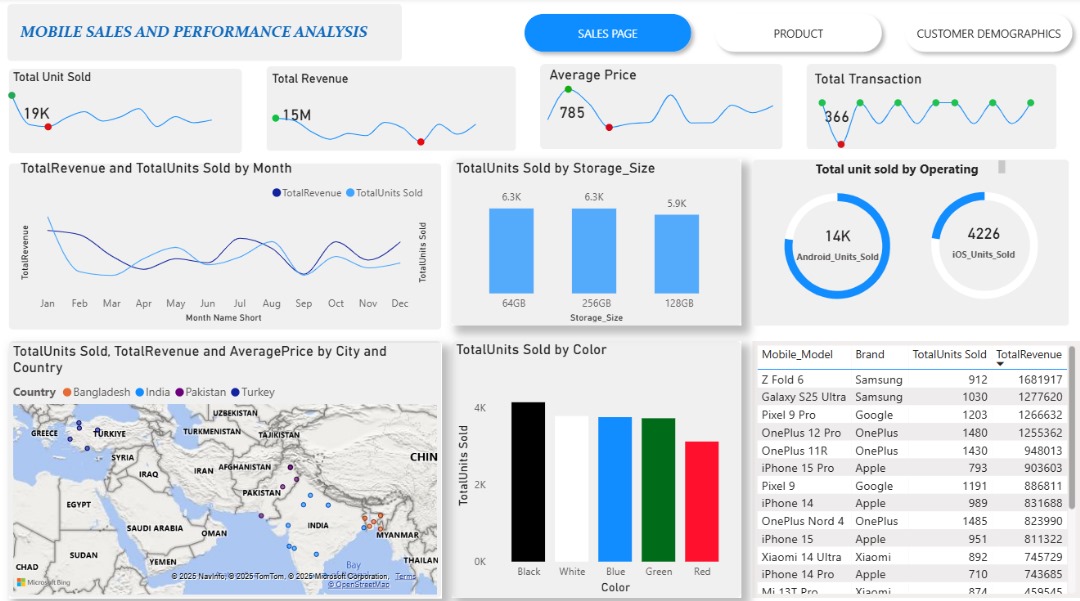 MOBILE SALES AND PERFORMANCE ANALYSIS
SALES PAGE
PRODUCT
CUSTOMER DEMOGRAPHICS
Total Unit Sold
19K
Total Revenue
15M
Average Price
785
Total Transaction
366
TotalRevenue and TotalUnits Sold by Month
TotalRevenue TotalUnits Sold
TotalRevenue
TotalUnits Sold
Jan Feb Mar Apr May Jun Jul Aug Sep Oct Nov Dec
Month Name Short
TotalUnits Sold by Storage_Size
6.3K 6.3K 5.9K
64GB 256GB 128GB
Storage_Size
Total unit sold by Operating
14K
Android_Units_Sold
4226
iOS_Units_Sold
TotalUnits Sold, TotalRevenue and AveragePrice by City and
Country
Country Bangladesh India Pakistan Turkey
UZBEKISTAN
GREECE
TÜRKIYE
TURKMENISTAN
TAJIKISTAN
SYRIA
CHIN
IRAN
AFGHANISTAN
IRAQ
PAKISTAN
EGYPT
SAUDI ARABIA
INDIA
OMAN
MYANMAR
SUDAN
CHAD
YEMEN
THAILAN
Bay
Microsoft Bing
© 2025 NavInfo, © 2025 TomTom, © 2025 Microsoft Corporation, Terms
© OpenStreetMap
TotalUnits Sold by Color
TotalUnits Sold
4K
2K
0K
Black White Blue Green Red
Color
Mobile_Model Brand TotalUnits Sold TotalRevenue
Z Fold 6 Samsung 912 1681917
Galaxy S25 Ultra Samsung 1030 1277620
Pixel 9 Pro Google 1203 1266632
OnePlus 12 Pro OnePlus 1480 1255362
OnePlus 11R OnePlus 1430 948013
iPhone 15 Pro Apple 793 903603
Pixel 9 Google 1191 886811
iPhone 14 Apple 989 831688
OnePlus Nord 4 OnePlus 1485 823990
iPhone 15 Apple 951 811322
Xiaomi 14 Ultra Xiaomi 892 745729
iPhone 14 Pro Apple 710 743685
Mi 13T Pro Xiaomi 874 459545